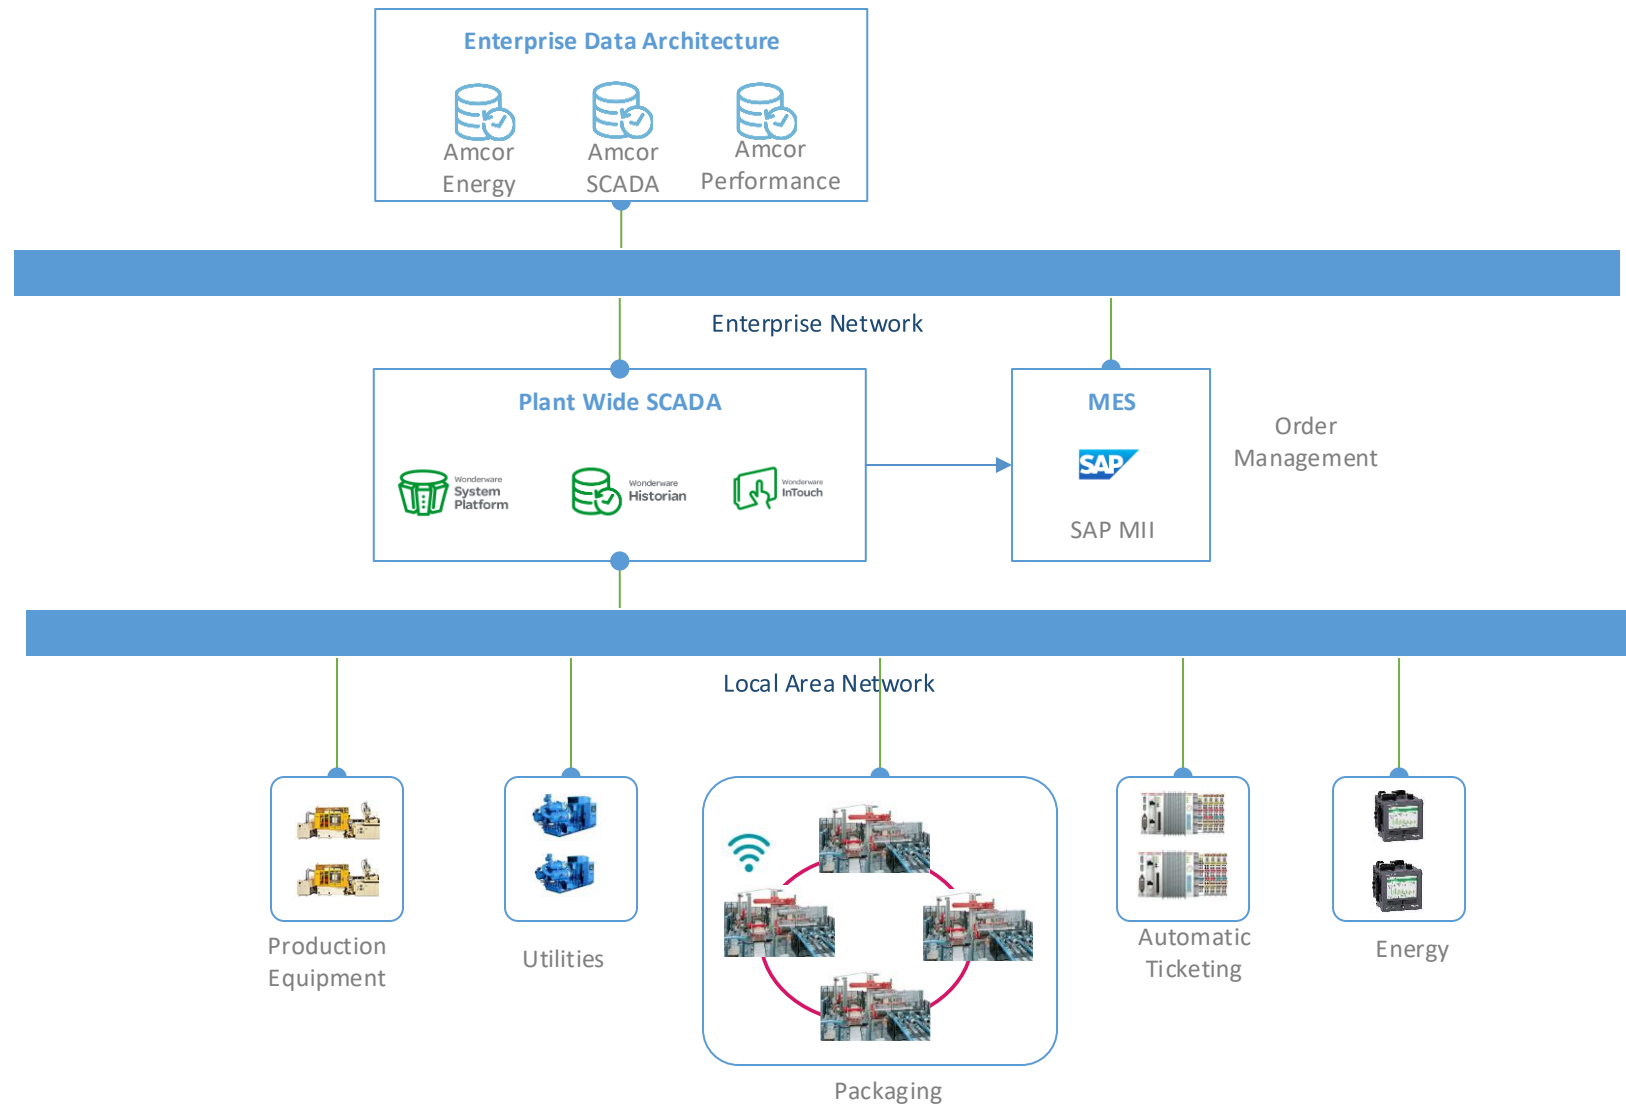 Enterprise Data Architecture
Amcor
Energy
Amcor
SCADA
Amcor
Performance
Enterprise Network
Plant Wide SCADA
Wonderware
System
Platform
Wonderware
Historian
Wonderware
InTouch
MES
SAP
SAP MII
Order
Management
Local Area Network
Production
Equipment
Utilities
Packaging
Automatic
Ticketing
Energy